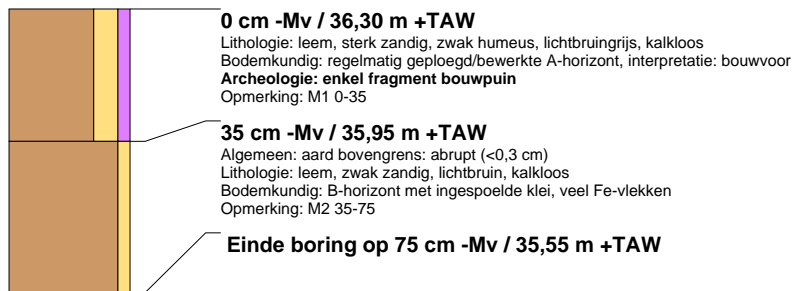 0 cm -Mv / 36,30 m +TAW
Lithologie: leem, sterk zandig, zwak humeus, lichtbruingrijs, kalkloos
Bodemkundig: regelmatig geploegd/bewerkte A-horizont, interpretatie: bouwvoor
Archeologie: enkel fragment bouwpuin
Opmerking: M1 0-35
35 cm -Mv / 35,95 m +TAW
Algemeen: aard bovengrens: abrupt (<0,3 cm)
Lithologie: leem, zwak zandig, lichtbruin, kalkloos
Bodemkundig: B-horizont met ingespoelde klei, veel Fe-vlekken
Opmerking: M2 35-75
Einde boring op 75 cm -Mv / 35,55 m +TAW